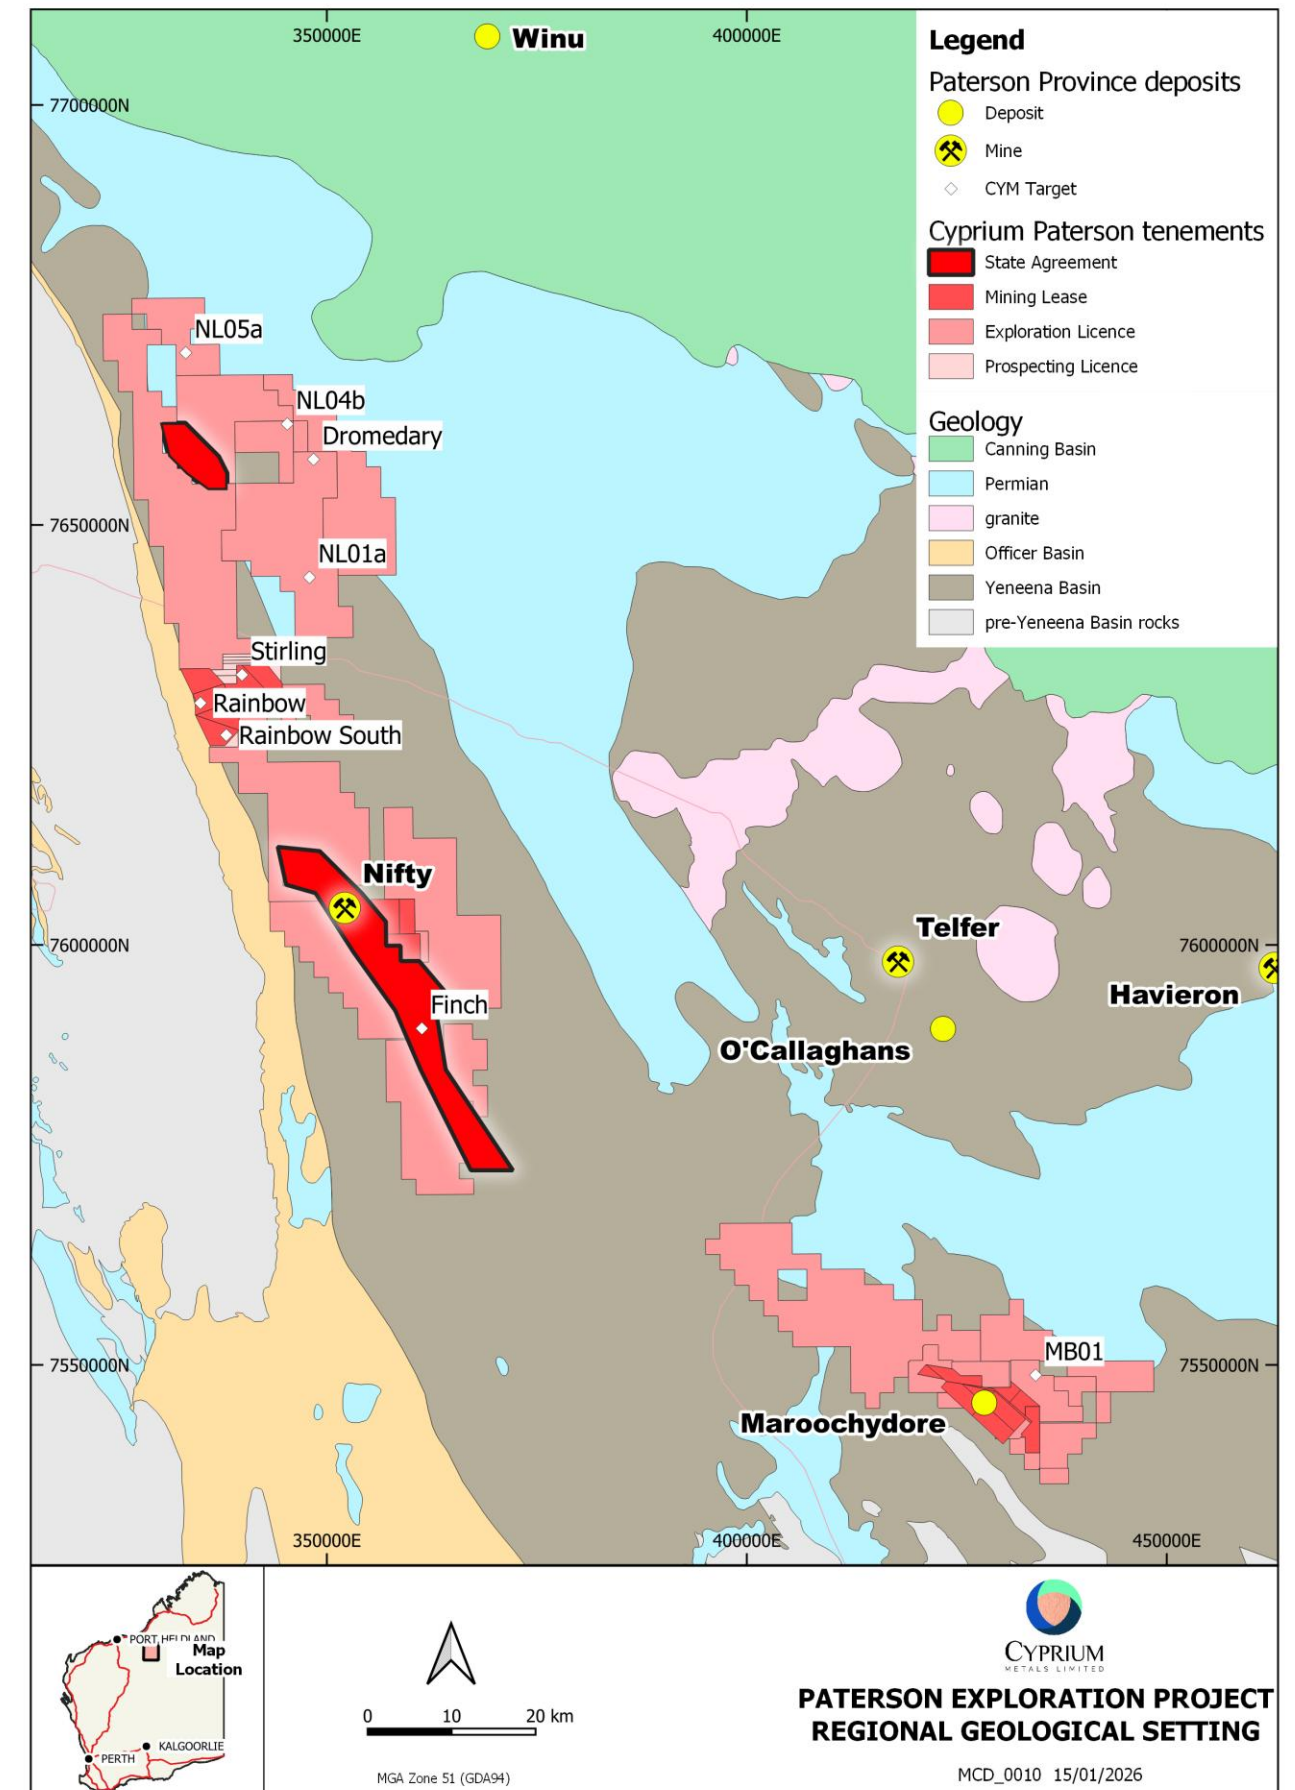 350000E
Winu
400000E
7700000N
Legend
Paterson Province deposits
Deposit
Mine
CYM Target
Cyprium Paterson tenements
State Agreement
Mining Lease
Exploration Licence
Prospecting Licence
Geology
Canning Basin
Permian
granite
Officer Basin
Yeneena Basin
pre-Yeneena Basin rocks
NL05a
NL04b
Dromedary
7650000N
NL01a
Stirling
Rainbow
Rainbow South
Nifty
Telfer
7600000N
7600000N
Havieron
Finch
O'Callaghans
MB01
7550000N
7550000N
Maroochydore
350000E
400000E
450000E
PORT HEDLAND
Map
Location
KALGOORLIE
PERTH
0 10 20 km
MGA Zone 51 (GDA94)
CYPRIUM
METALS LIMITED
PATERSON EXPLORATION PROJECT
REGIONAL GEOLOGICAL SETTING
MCD_0010 15/01/2026